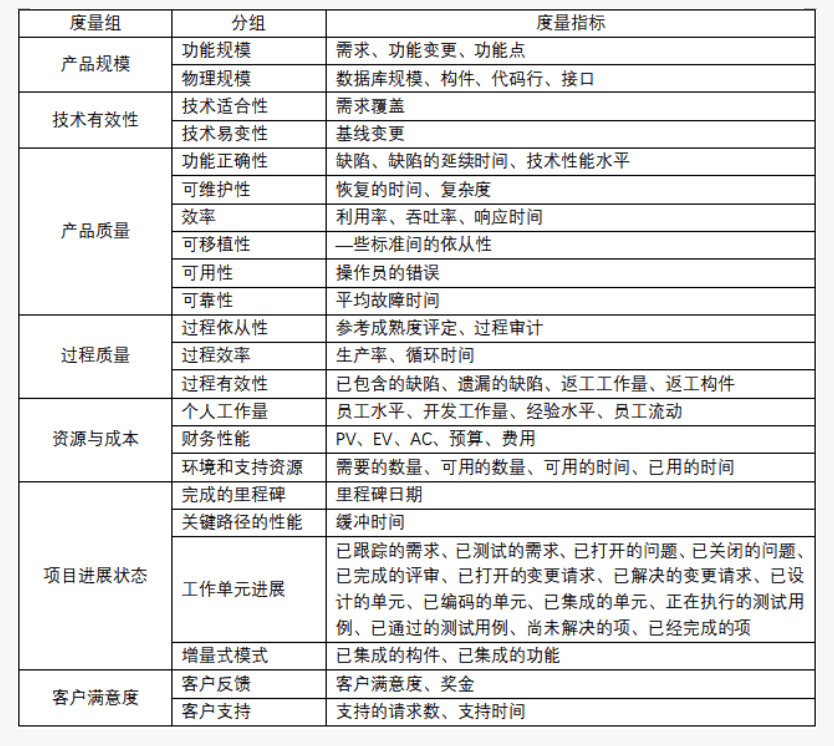 度量组 分组 度量指标
产品规模 功能规模 需求、功能变更、功能点
物理规模 数据库规模、构件、代码行、接口
技术有效性 技术适合性 需求覆盖
技术易变性 基线变更
产品质量 功能正确性 缺陷、缺陷的延续时间、技术性能水平
可维护性 恢复的时间、复杂度
效率 利用率、吞吐率、响应时间
可移植性 —些标准间的依从性
可用性 操作员的错误
可靠性 平均故障时间
过程质量 过程依从性 参考成熟度评定、过程审计
过程效率 生产率、循环时间
过程有效性 已包含的缺陷、遗漏的缺陷、返工工作量、返工构件
资源与成本 个人工作量 员工水平、开发工作量、经验水平、员工流动
财务性能 PV、EV、AC、预算、费用
环境和支持资源 需要的数量、可用的数量、可用的时间、已用的时间
项目进展状态 完成的里程碑 里程碑日期
关键路径的性能 缓冲时间
工作单元进展 已跟踪的需求、已测试的需求、已打开的问题、已关闭的问题、
已完成的评审、已打开的变更请求、已解决的变更请求、已设
计的单元、已编码的单元、已集成的单元、正在执行的测试用
例、已通过的测试用例、尚未解决的项、已经完成的项
增量式模式 已集成的构件、已集成的功能
客户满意度 客户反馈 客户满意度、奖金
客户支持 支持的请求数、支持时间